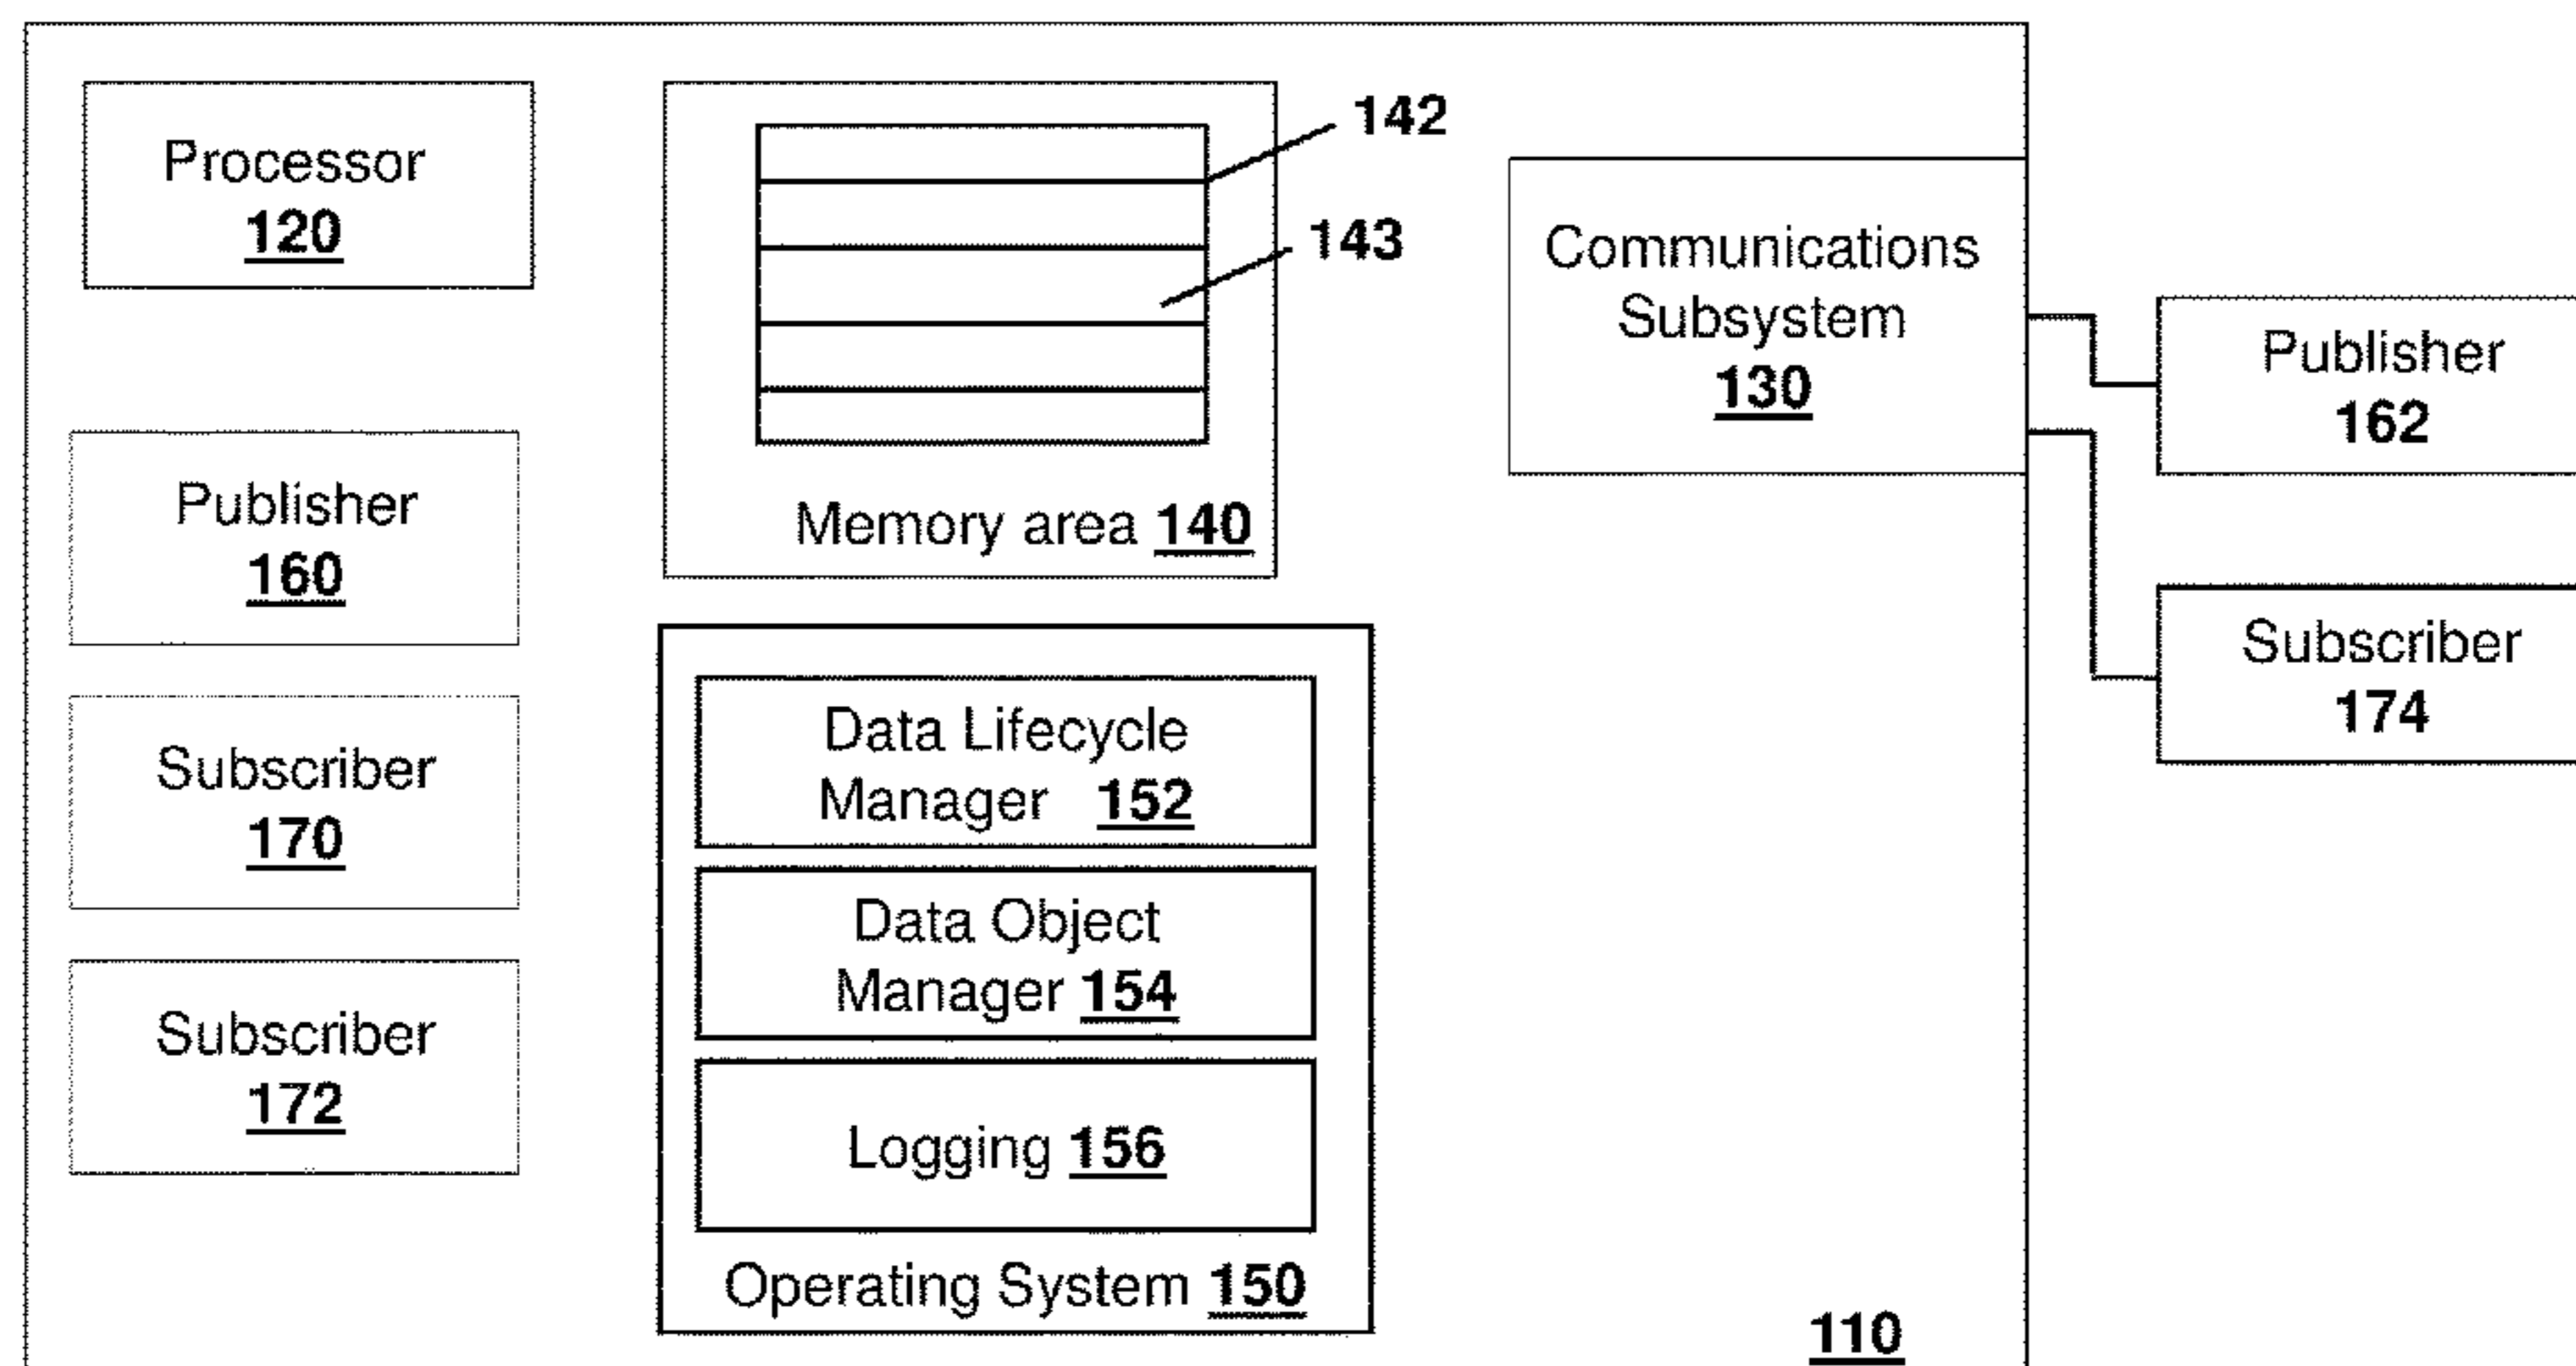 Processor
120
Publisher
160
Subscriber
170
Subscriber
172
142
143
Memory area 140
Data Lifecycle
Manager 152
Data Object
Manager 154
Logging 156
Operating System 150
Communications
Subsystem
130
110
Publisher
162
Subscriber
174